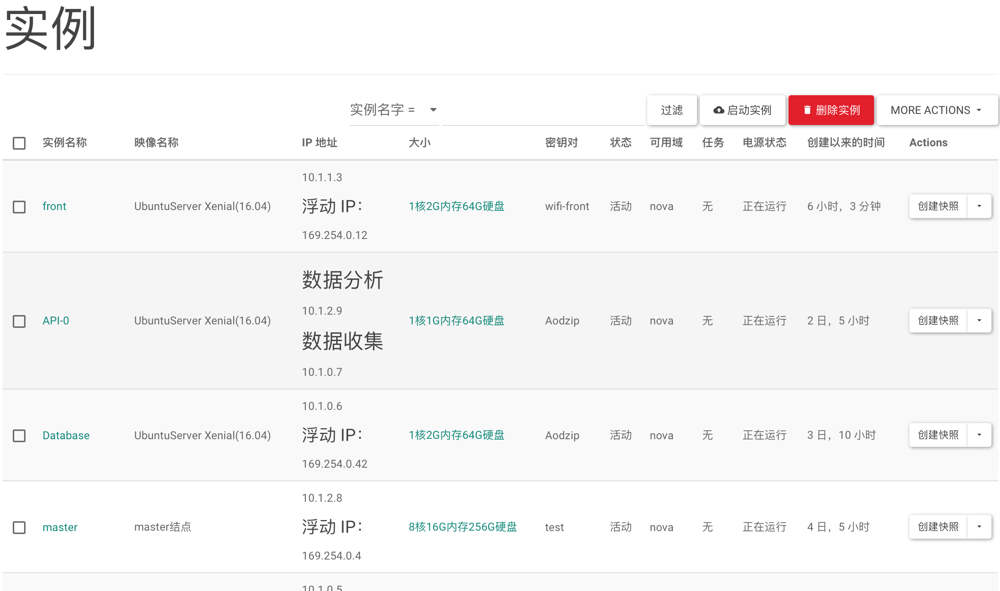 实例
实例名字 =
过滤
启动实例
删除实例
MORE ACTIONS
实例名称 映像名称 IP 地址 大小 密钥对 状态 可用域 任务 电源状态 创建以来的时间 Actions
10.1.1.3
front UbuntuServer Xenial(16.04) 浮动 IP： 1核2G内存64G硬盘 wifi-front 活动 nova 无 正在运行 6 小时，3 分钟 创建快照
169.254.0.12
数据分析
10.1.2.9
API-0 UbuntuServer Xenial(16.04) 1核1G内存64G硬盘 Aodzip 活动 nova 无 正在运行 2 日，5 小时 创建快照
数据收集
10.1.0.7
10.1.0.6
Database UbuntuServer Xenial(16.04) 浮动 IP： 1核2G内存64G硬盘 Aodzip 活动 nova 无 正在运行 3 日，10 小时 创建快照
169.254.0.42
10.1.2.8
master master结点 浮动 IP： 8核16G内存256G硬盘 test 活动 nova 无 正在运行 4 日，5 小时 创建快照
169.254.0.4
10.1.0.5